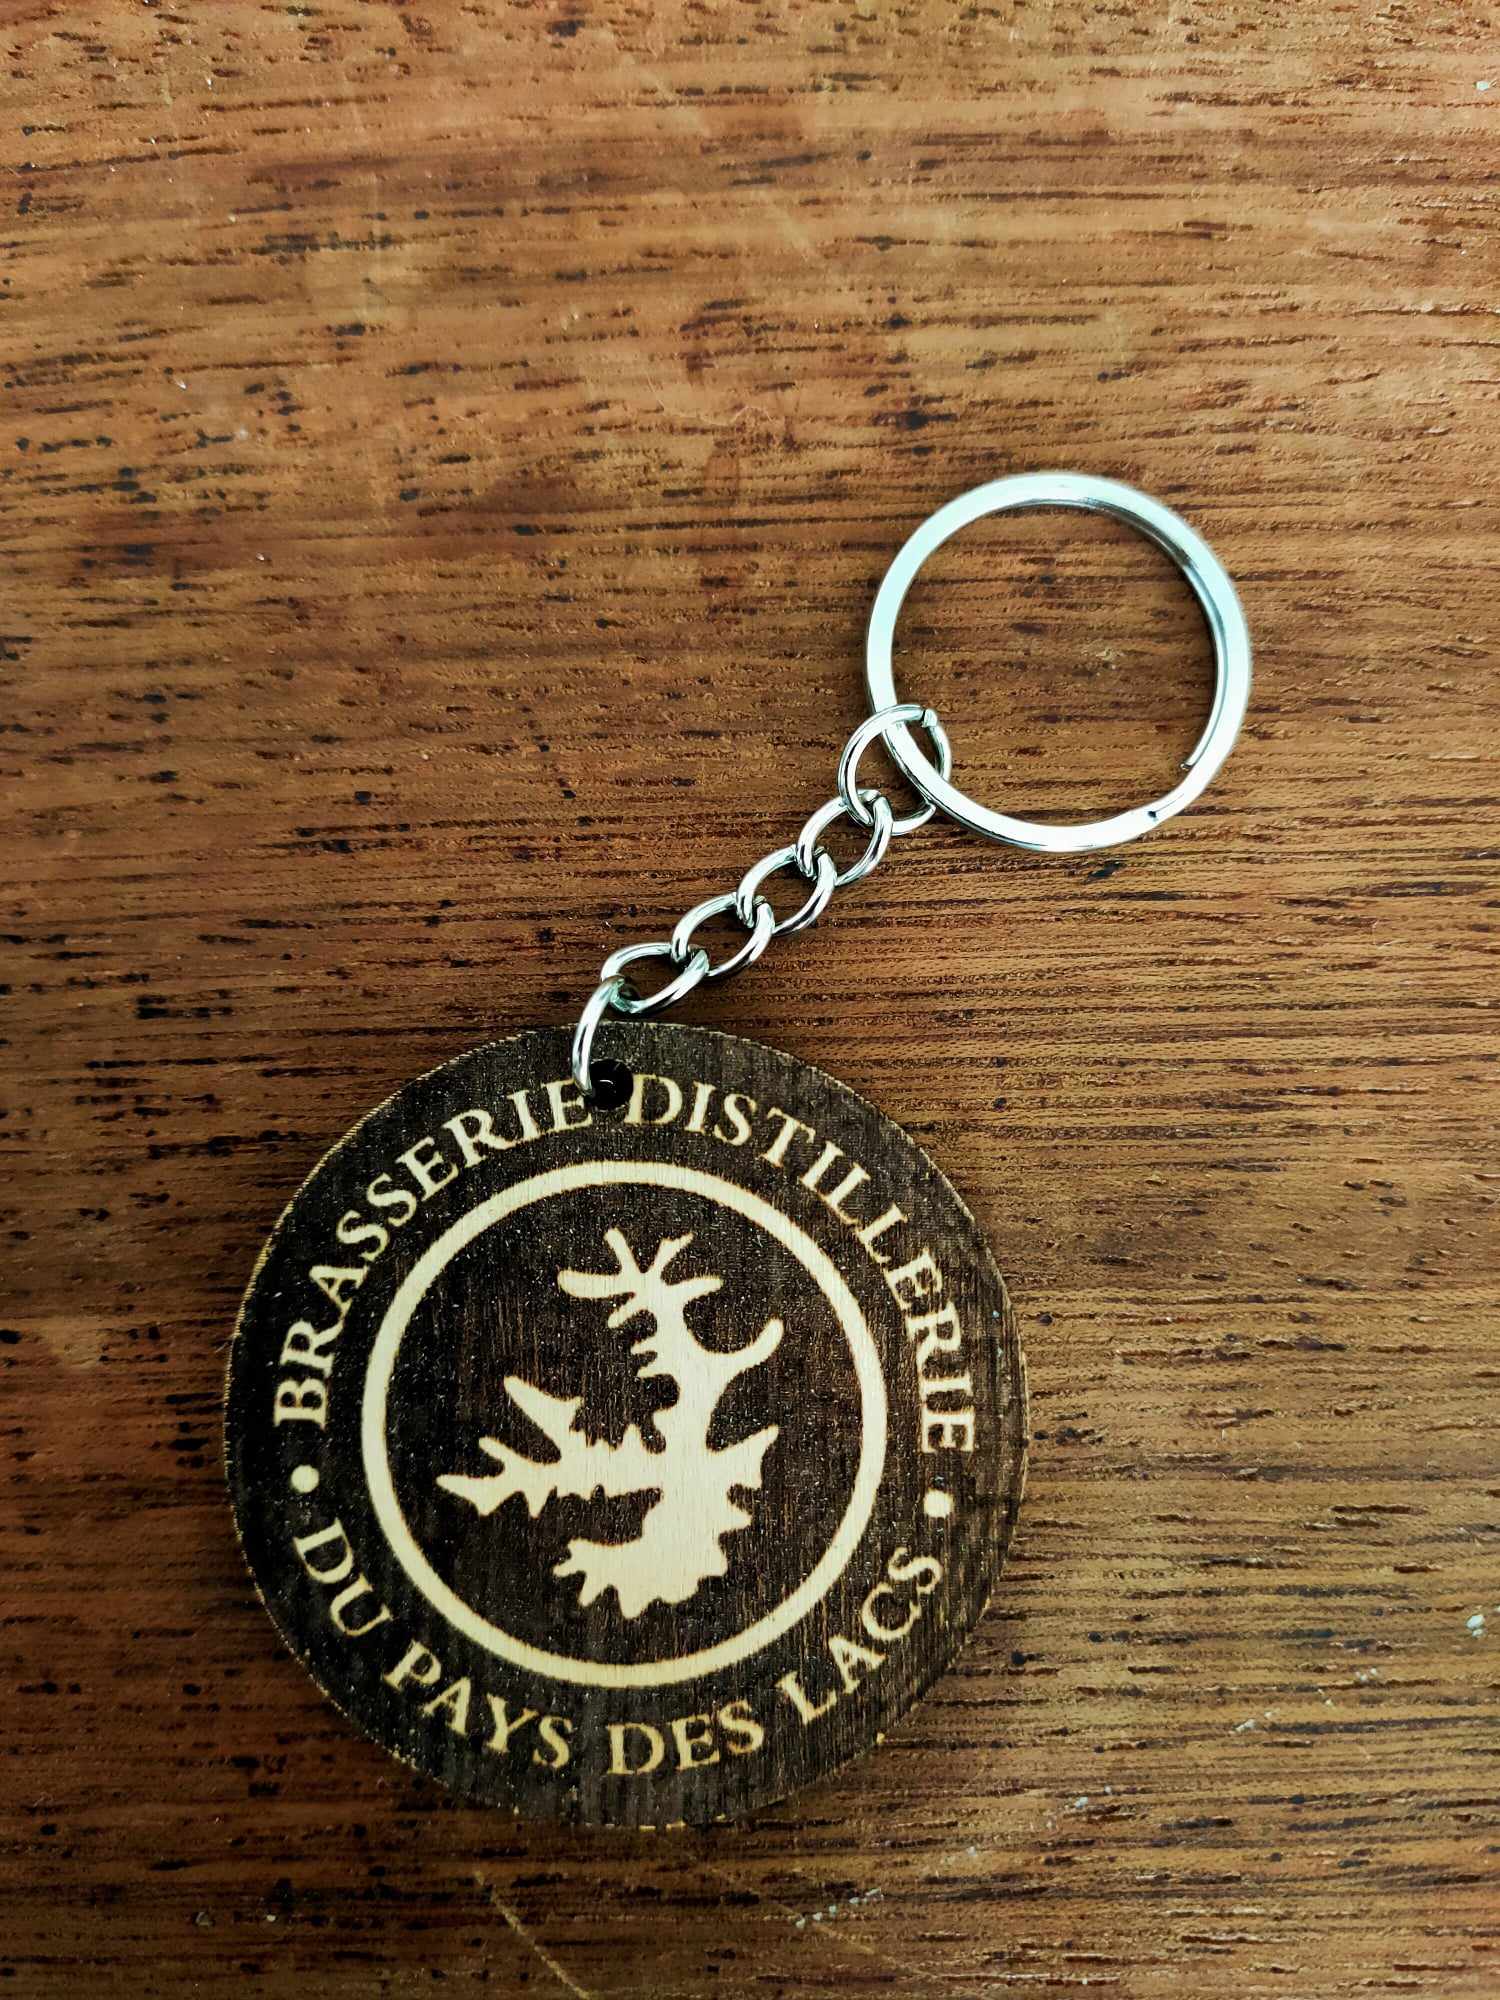 BRASSERIE DISTILLERIE
• DU PAYS DES LACS •